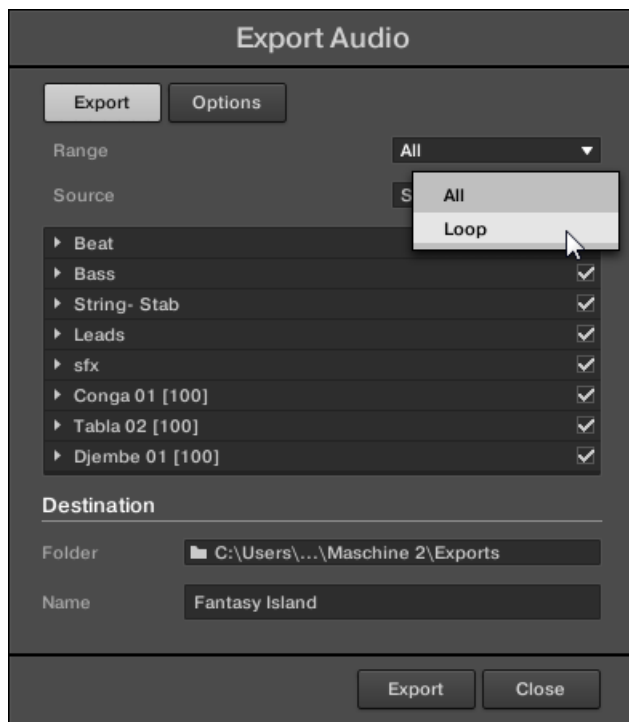 Export Audio
Export Options
Range All
Source S
All
Loop
Beat
Bass
String- Stab
Leads
sfx
Conga 01 [100]
Tabla 02 [100]
Djembe 01 [100]
Destination
Folder C:\Users\...\Maschine 2\Exports
Name Fantasy Island
Export Close